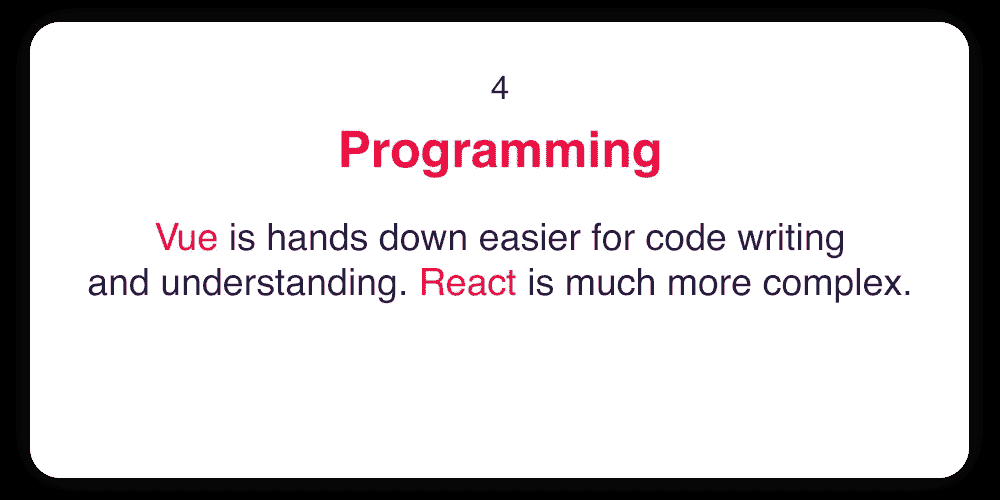 4
Programming
Vue is hands down easier for code writing
and understanding. React is much more complex.